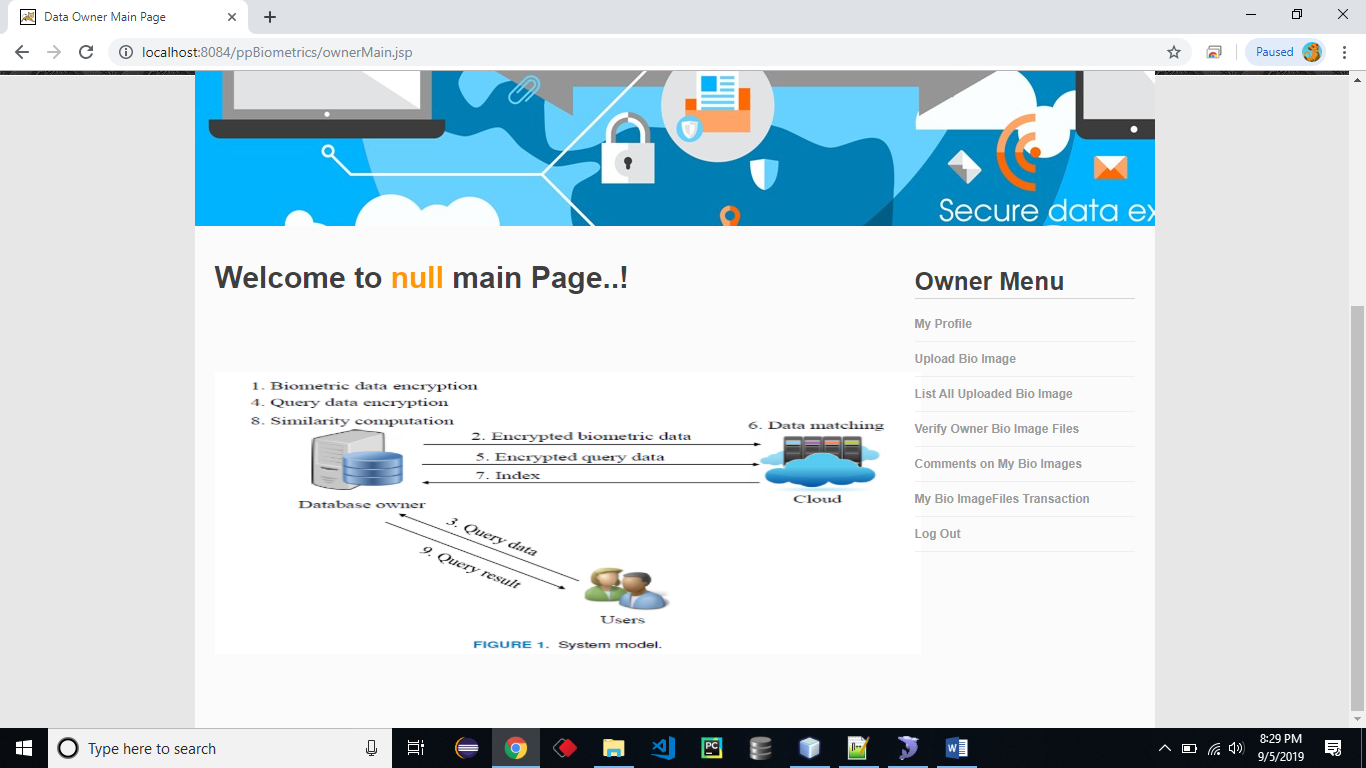 Data Owner Main Page
localhost:8084/ppBiometrics/ownerMain.jsp
Paused
Secure data ex
Welcome to null main Page..!
1. Biometric data encryption
4. Query data encryption
8. Similarity computation
2. Encrypted biometric data
5. Encrypted query data
7. Index
6. Data matching
Database owner
Cloud
3. Query data
9. Query result
Users
FIGURE 1. System model.
Owner Menu
My Profile
Upload Bio Image
List All Uploaded Bio Image
Verify Owner Bio Image Files
Comments on My Bio Images
My Bio ImageFiles Transaction
Log Out
Type here to search
PC
W
8:29 PM
9/5/2019